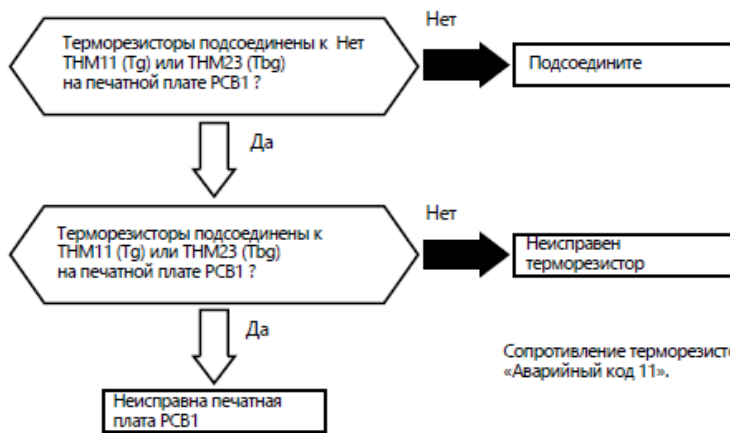 Нет
Терморезисторы подсоединены к Нет
THM11 (Tg) или THM23 (Tbg)
на печатной плате PCB1 ?
Подсоедините
Да
Нет
Терморезисторы подсоединены к
THM11 (Tg) или THM23 (Tbg)
на печатной плате PCB1 ?
Неисправен
терморезистор
Да
Сопротивление
«Аварийный код 11».
Неисправна печатная
плата PCB1